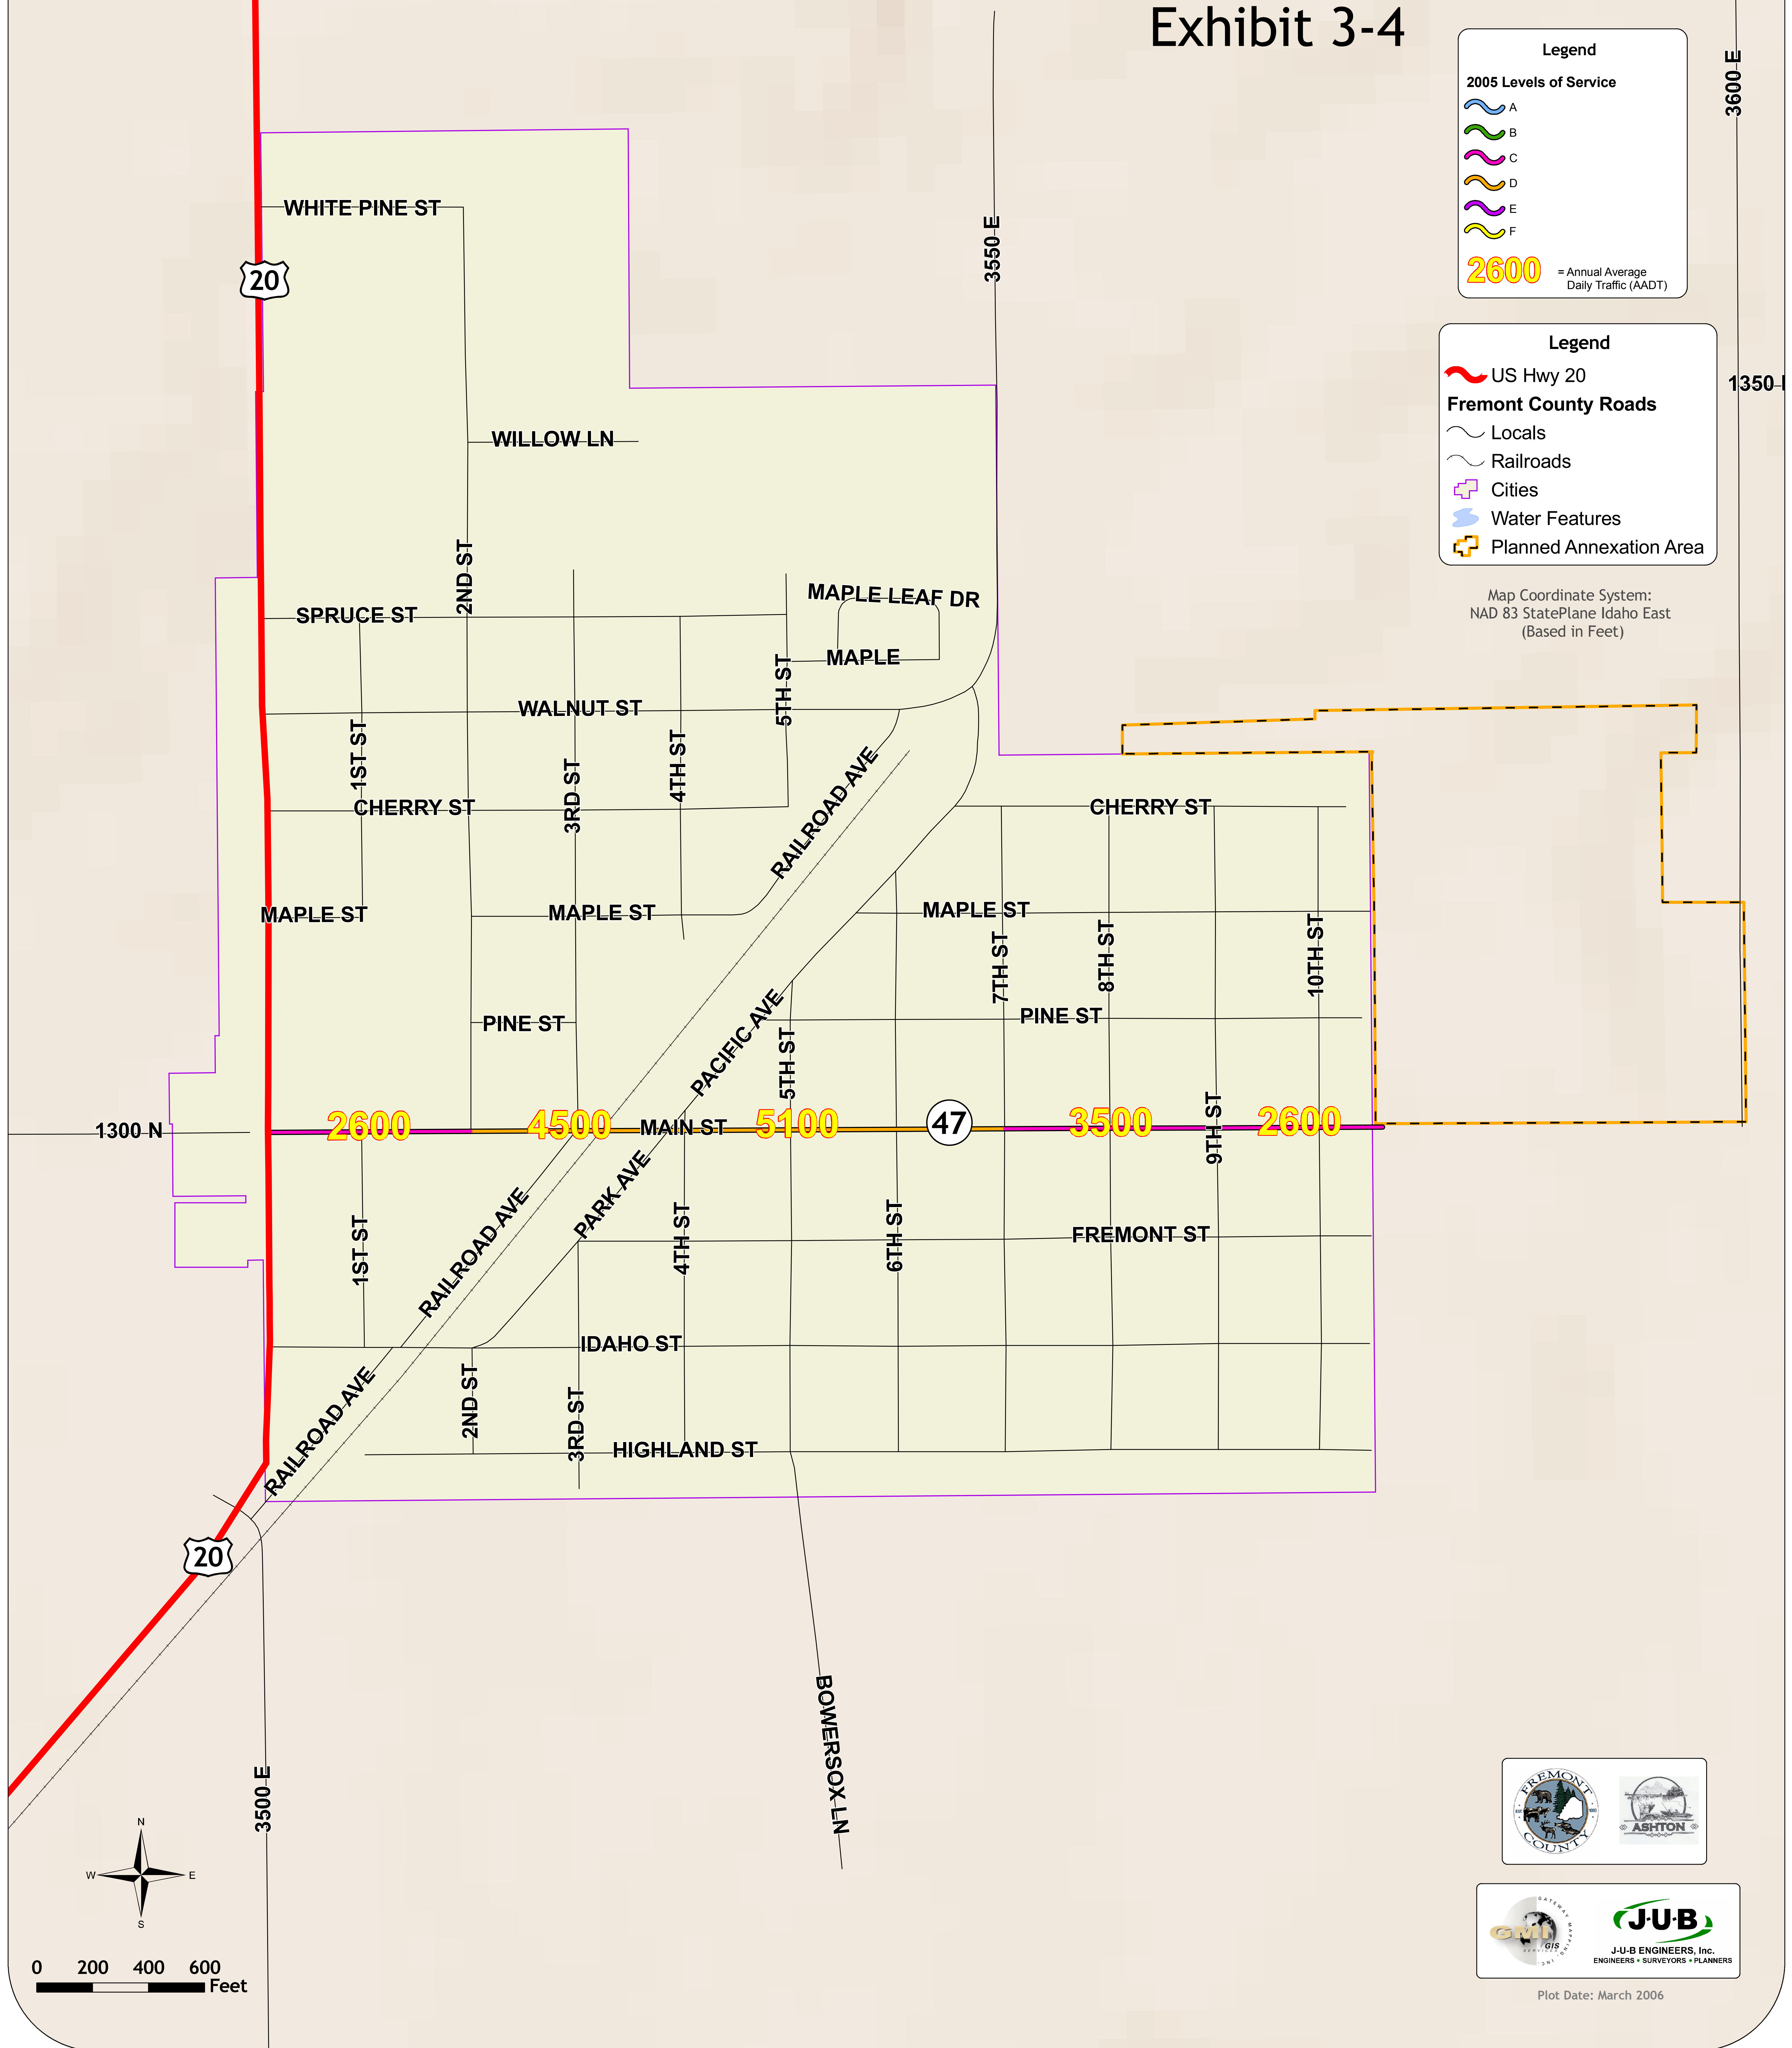 Exhibit 3-4
Legend
2005 Levels of Service
A
B
C
D
E
F
2600
= Annual Average
Daily Traffic (AADT)
3600 E
3550 E
WHITE PINE ST
20
Legend
US Hwy 20
Fremont County Roads
Locals
Railroads
Cities
Water Features
Planned Annexation Area
1350
Map Coordinate System:
NAD 83 StatePlane Idaho East
(Based in Feet)
WILLOW LN
2ND ST
SPRUCE ST
MAPLE LEAF DR
MAPLE
5TH ST
WALNUT ST
1ST ST
3RD ST
4TH ST
RAILROAD AVE
CHERRY ST
CHERRY ST
MAPLE ST
MAPLE ST
MAPLE ST
7TH ST
8TH ST
10TH ST
PINE ST
PACIFIC AVE
5TH ST
PINE ST
1300 N
2600
4500
MAIN ST
5100
47
3500
9TH ST
2600
PARK AVE
RAILROAD AVE
1ST ST
4TH ST
6TH ST
FREMONT ST
IDAHO ST
RAILROAD AVE
2ND ST
3RD ST
HIGHLAND ST
20
BOWERSOX LN
3500 E
N
W
E
S
0 200 400 600
Feet
FREMONT
COUNTY
ASHTON
GATEWAY MAPPING INC.
GMI
GIS
SERVICES
J·U·B
J-U-B ENGINEERS, Inc.
ENGINEERS • SURVEYORS • PLANNERS
Plot Date: March 2006